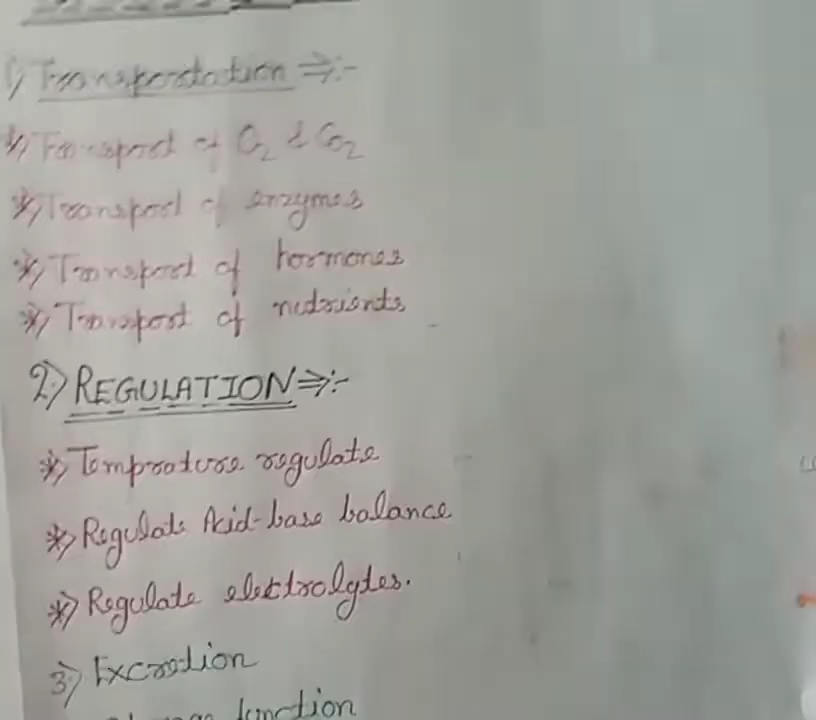 1) Transportation ⇒:-
*) Transport of O2 & CO2
*) Transport of enzymes
*) Transport of hormones
*) Transport of nutrients
2) REGULATION ⇒:-
*) Temprature regulate
*) Regulate Acid-base balance
*) Regulate electrolytes.
3) Excration
function